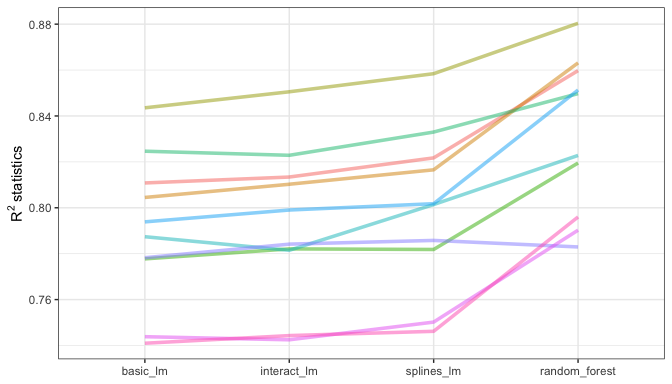 R² statistics
0.88
0.84
0.80
0.76
basic_lm
interact_lm
splines_lm
random_forest